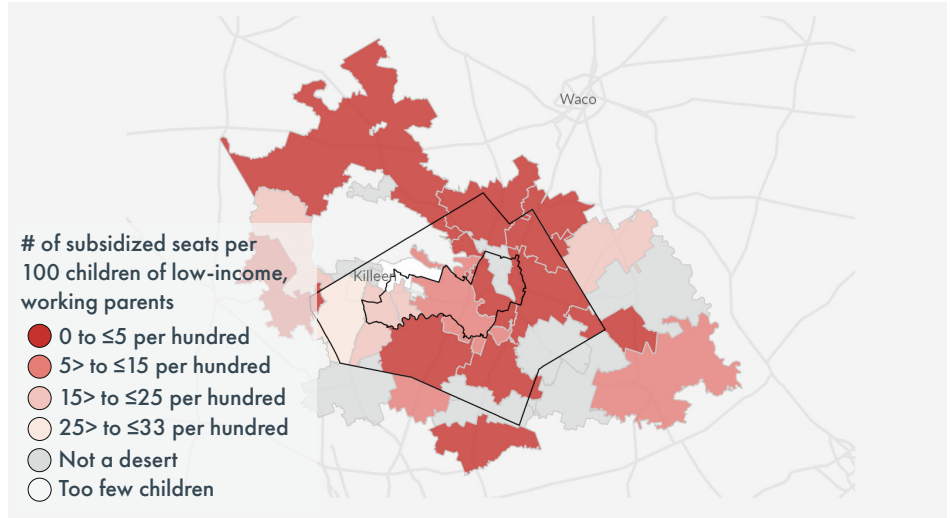 Waco
Killeen
# of subsidized seats per
100 children of low-income,
working parents
0 to ≤5 per hundred
5> to ≤15 per hundred
15> to ≤25 per hundred
25> to ≤33 per hundred
Not a desert
Too few children